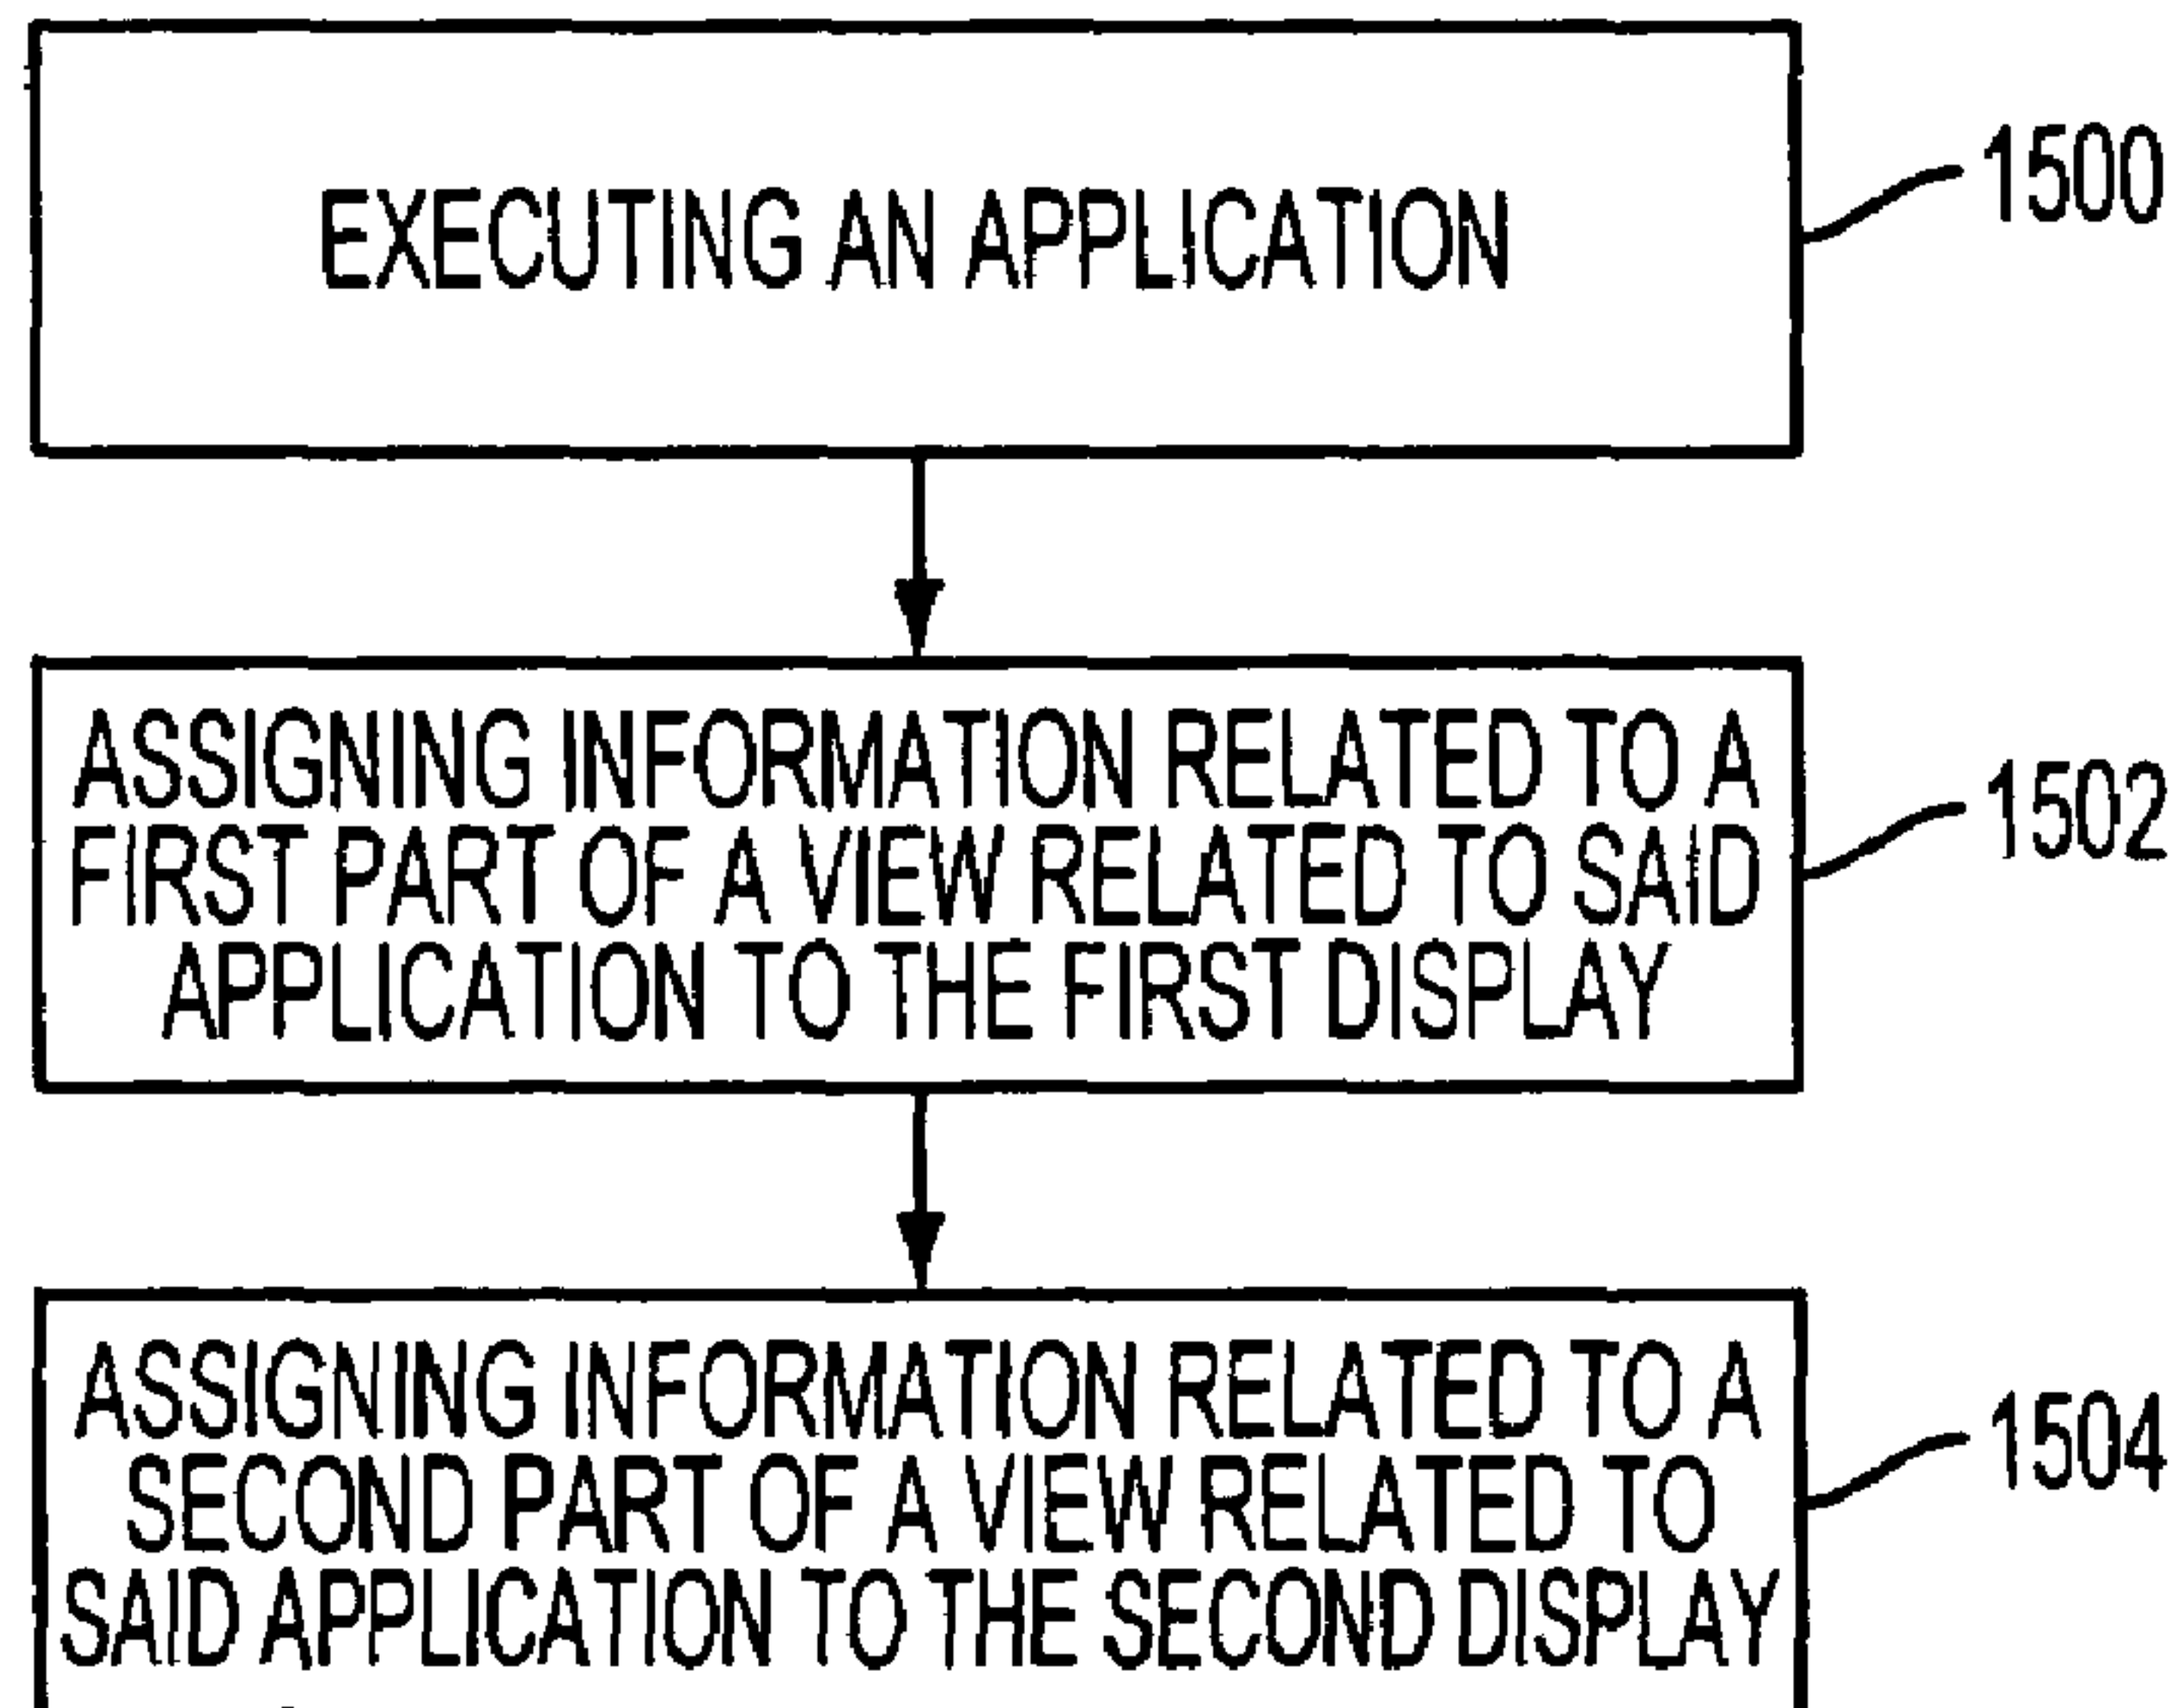 EXECUTING AN APPLICATION
1500
ASSIGNING INFORMATION RELATED TO A
FIRST PART OF A VIEW RELATED TO SAID
APPLICATION TO THE FIRST DISPLAY
1502
ASSIGNING INFORMATION RELATED TO A
SECOND PART OF A VIEW RELATED TO
SAID APPLICATION TO THE SECOND DISPLAY
1504